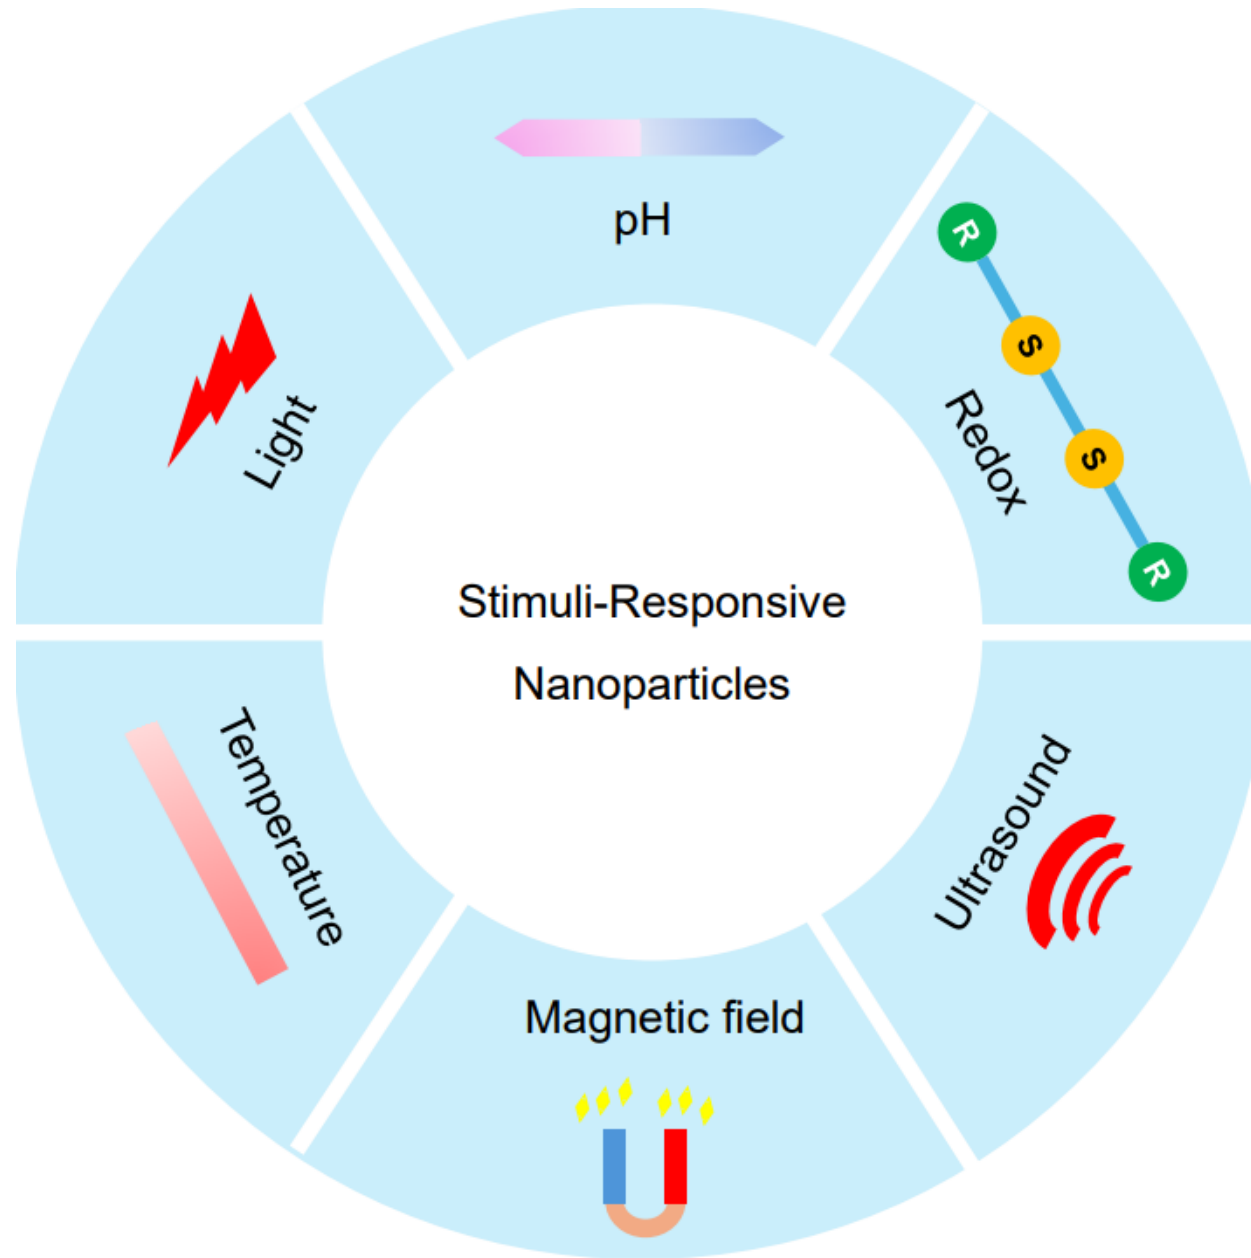 pH
R
S
S
R
Redox
Light
Stimuli-Responsive
Nanoparticles
Temperature
Ultrasound
Magnetic field